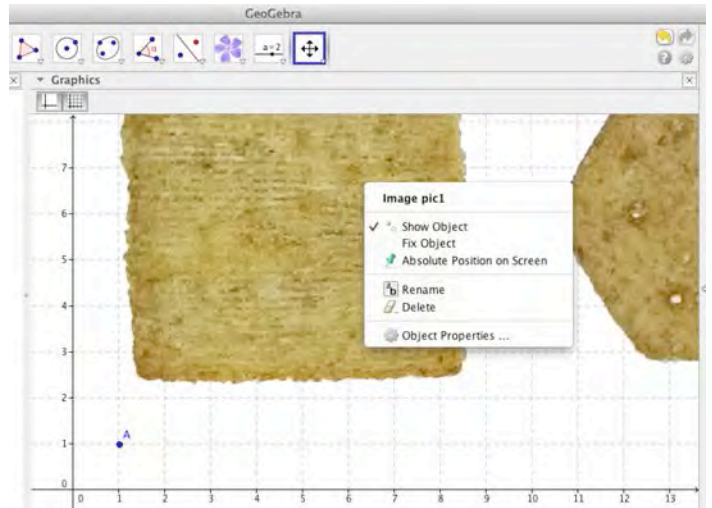 GeoGebra
a=2
Graphics
Image pic1
Show Object
Fix Object
Absolute Position on Screen
Rename
Delete
Object Properties ...
7
6
5
4
3
2
1
A
0
0 1 2 3 4 5 6 7 8 9 10 11 12 13